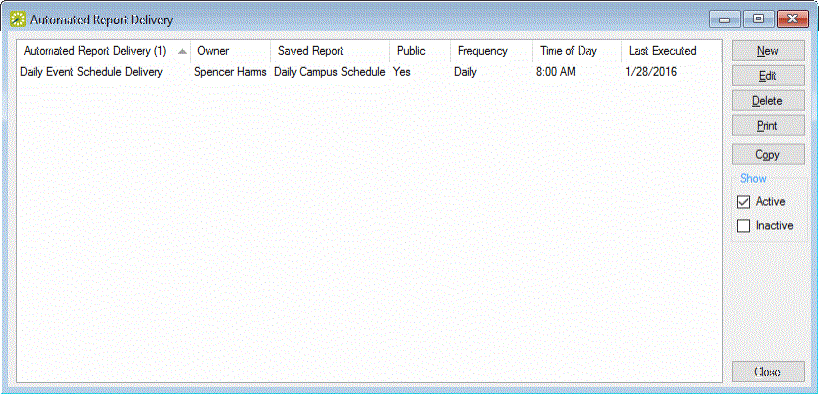 Automated Report Delivery
Automated Report Delivery (1) Owner Saved Report Public Frequency Time of Day Last Executed
Daily Event Schedule Delivery Spencer Harms Daily Campus Schedule Yes Daily 8:00 AM 1/28/2016
New
Edit
Delete
Print
Copy
Show
Active
Inactive
Close